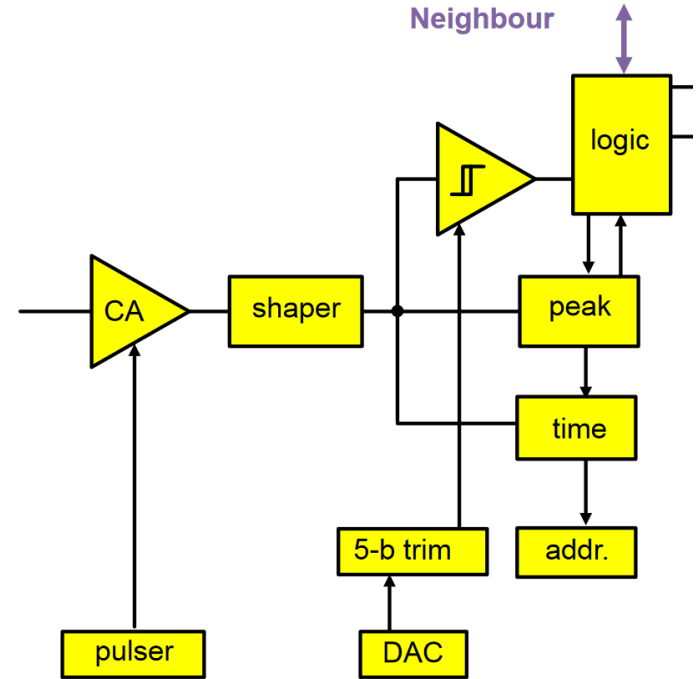 Neighbour
logic
CA
shaper
peak
time
5-b trim
addr.
pulser
DAC